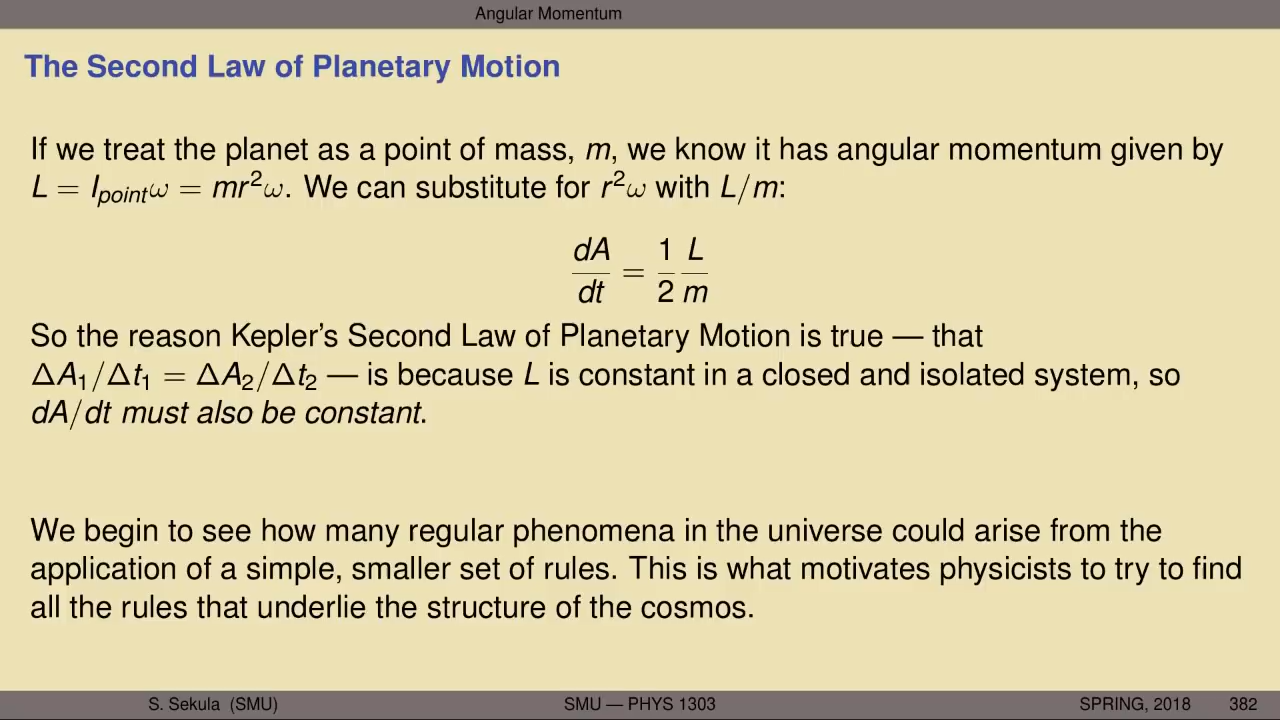 Angular Momentum
The Second Law of Planetary Motion
If we treat the planet as a point of mass, m, we know it has angular momentum given by
L = I_pointω = mr²ω. We can substitute for r²ω with L/m:
dA/dt = 1/2 L/m
So the reason Kepler's Second Law of Planetary Motion is true — that
ΔA₁/Δt₁ = ΔA₂/Δt₂ — is because L is constant in a closed and isolated system, so
dA/dt must also be constant.
We begin to see how many regular phenomena in the universe could arise from the
application of a simple, smaller set of rules. This is what motivates physicists to try to find
all the rules that underlie the structure of the cosmos.
S. Sekula (SMU) SMU — PHYS 1303 SPRING, 2018 382